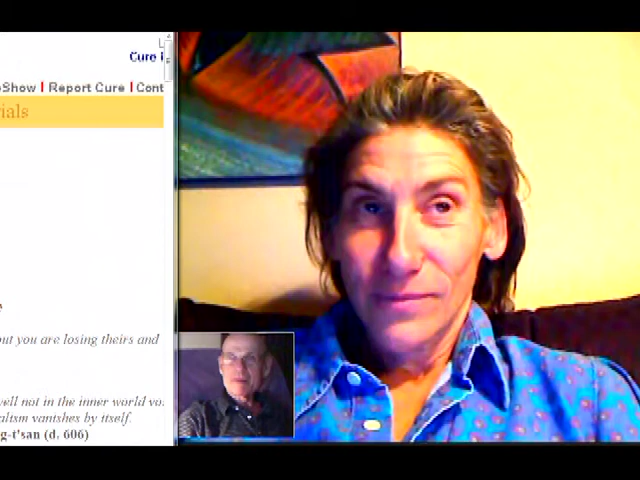 Cure
Show | Report Cure | Cont
ials
out you are losing theirs and
well not in the inner world vo.
alism vanishes by itself.
g-t'san (d. 606)